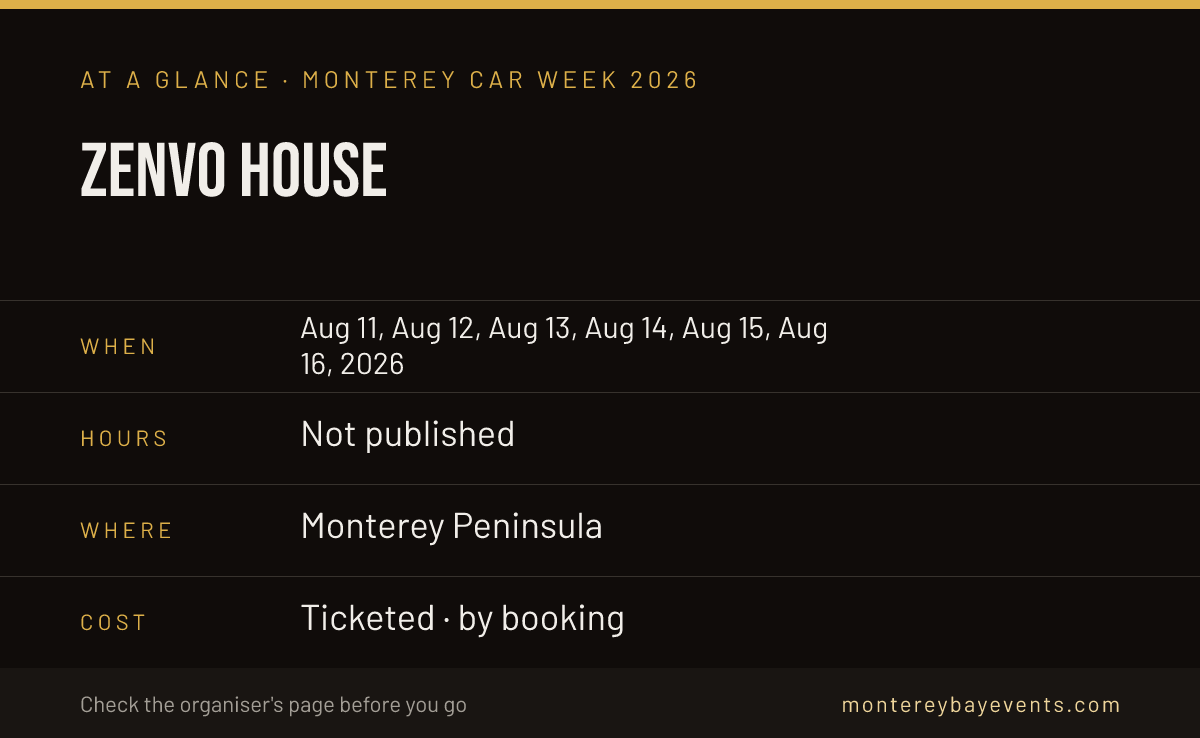 AT A GLANCE · MONTEREY CAR WEEK 2026
ZENVO HOUSE
WHEN
Aug 11, Aug 12, Aug 13, Aug 14, Aug 15, Aug
16, 2026
HOURS
Not published
WHERE
Monterey Peninsula
COST
Ticketed · by booking
Check the organiser's page before you go
montereybayevents.com